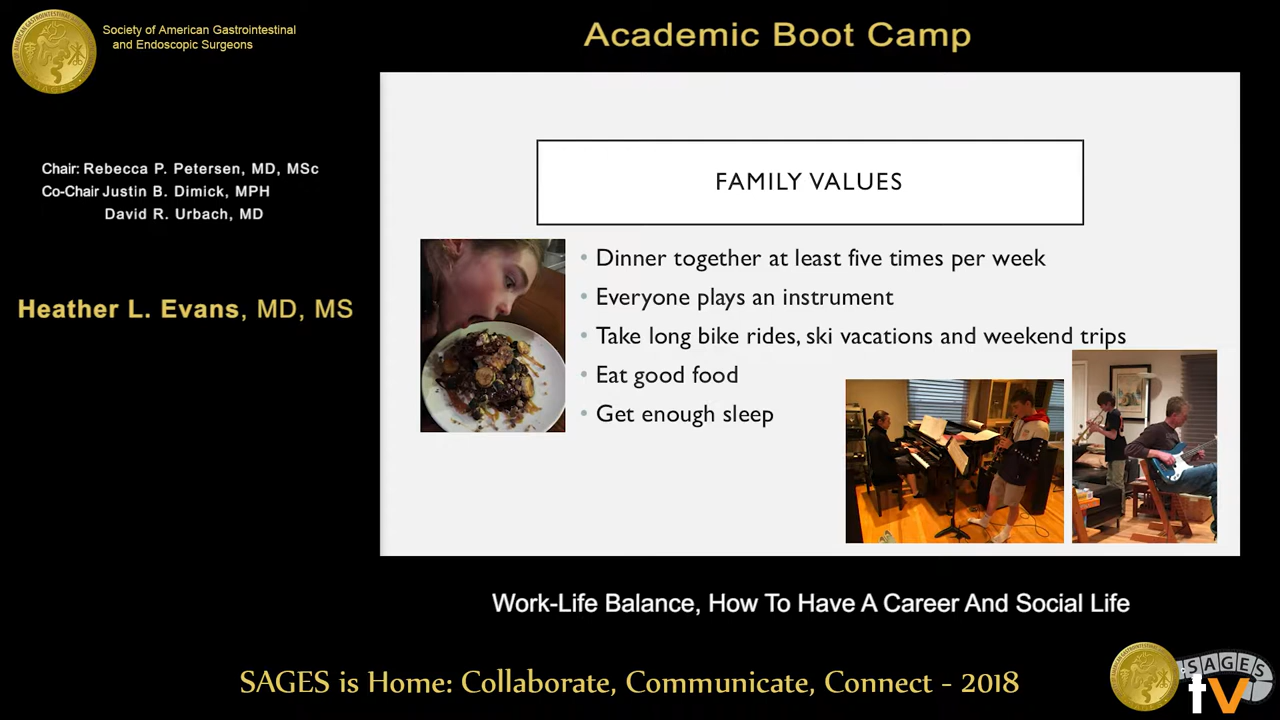 Society of American Gastrointestinal
and Endoscopic Surgeons
Academic Boot Camp
Chair: Rebecca P. Petersen, MD, MSc
Co-Chair Justin B. Dimick, MPH
David R. Urbach, MD
Heather L. Evans, MD, MS
FAMILY VALUES
• Dinner together at least five times per week
• Everyone plays an instrument
• Take long bike rides, ski vacations and weekend trips
• Eat good food
• Get enough sleep
Work-Life Balance, How To Have A Career And Social Life
SAGES is Home: Collaborate, Communicate, Connect - 2018
SAGES
tv